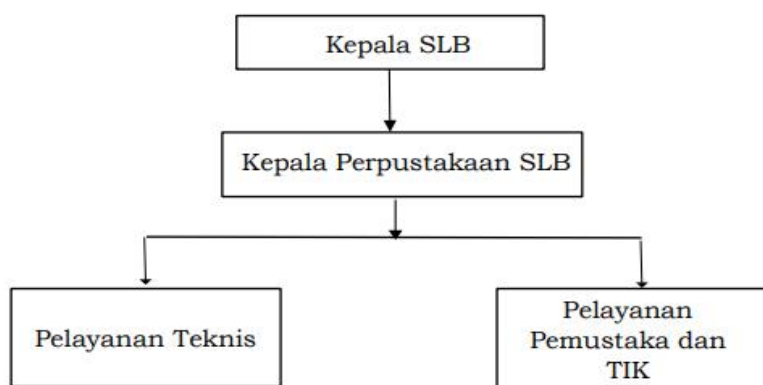 Kepala SLB
Kepala Perpustakaan SLB
Pelayanan Teknis
Pelayanan
Pemustaka dan
TIK